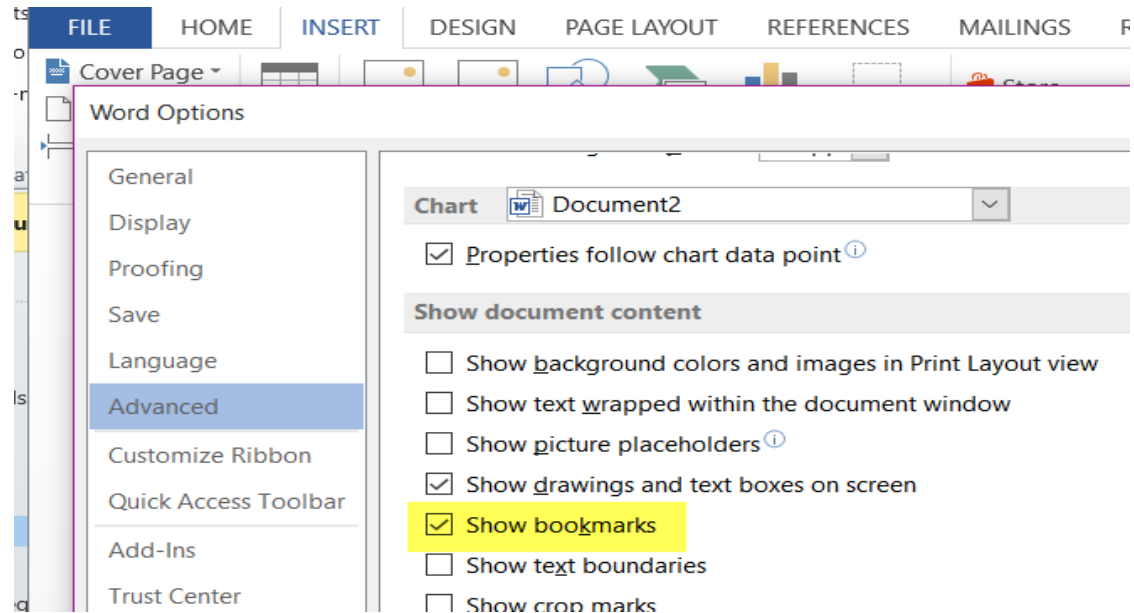 FILE HOME INSERT DESIGN PAGE LAYOUT REFERENCES MAILINGS
Cover Page
Word Options
General
Display
Proofing
Save
Language
Advanced
Customize Ribbon
Quick Access Toolbar
Add-Ins
Trust Center
Chart Document2
Properties follow chart data point
Show document content
Show background colors and images in Print Layout view
Show text wrapped within the document window
Show picture placeholders
Show drawings and text boxes on screen
Show bookmarks
Show text boundaries
Show crop marks